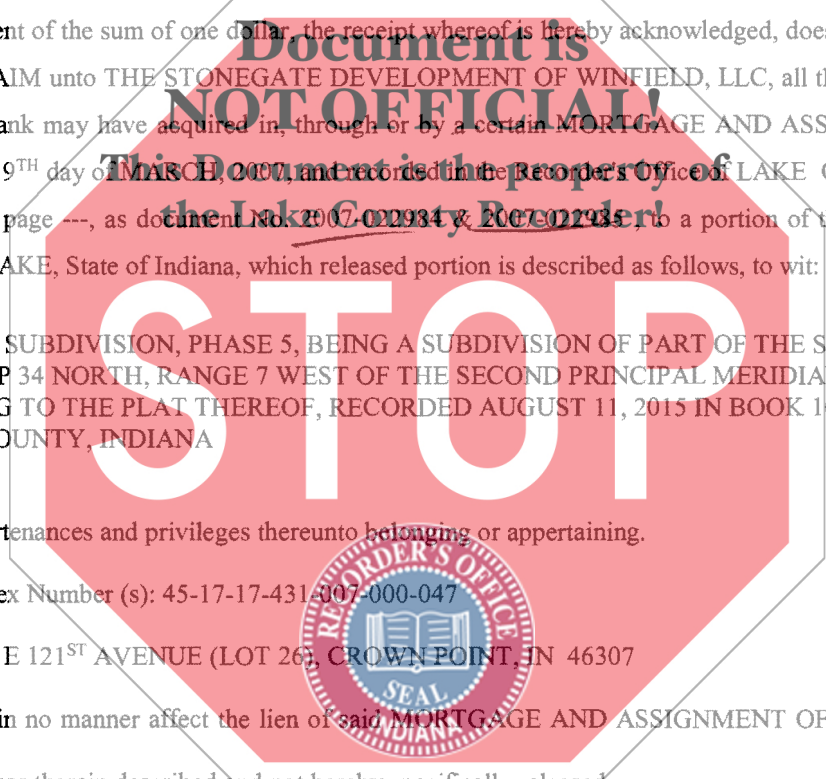 ent of the sum of one dollar, the receipt whereof is hereby acknowledged, does
Document is
AIM unto THE STONEGATE DEVELOPMENT OF WINFIELD, LLC, all th
NOT OFFICIAL!
ank may have acquired in, through or by a certain MORTGAGE AND ASS
This Document is the property of
9TH day of MARCH, 2007, and recorded in the Recorder's Office of LAKE C
the Lake County Recorder!
page ---, as document No. 2007-022984 & 2007-022985, to a portion of t
AKE, State of Indiana, which released portion is described as follows, to wit:
STOP
SUBDIVISION, PHASE 5, BEING A SUBDIVISION OF PART OF THE S
P 34 NORTH, RANGE 7 WEST OF THE SECOND PRINCIPAL MERIDIA
G TO THE PLAT THEREOF, RECORDED AUGUST 11, 2015 IN BOOK 1
OUNTY, INDIANA
rtenances and privileges thereunto belonging or appertaining.
RECORDER'S OFFICE
ex Number (s): 45-17-17-431-007-000-047
E 121ST AVENUE (LOT 26), CROWN POINT, IN 46307
SEAL
INDIANA
in no manner affect the lien of said MORTGAGE AND ASSIGNMENT OF